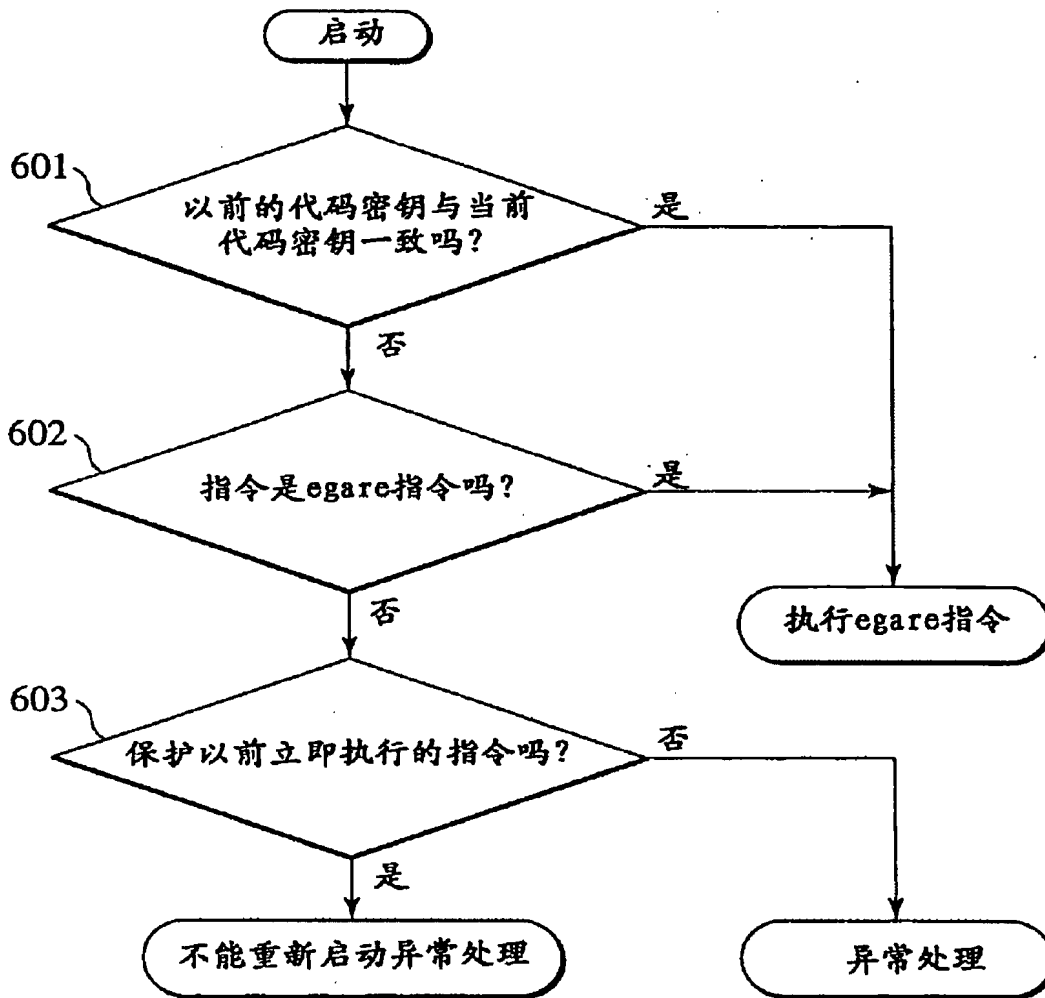 启动
601
以前的代码密钥与当前
代码密钥一致吗？
是
否
602
指令是egare指令吗？
是
否
执行egare指令
603
保护以前立即执行的指令吗？
否
是
不能重新启动异常处理
异常处理